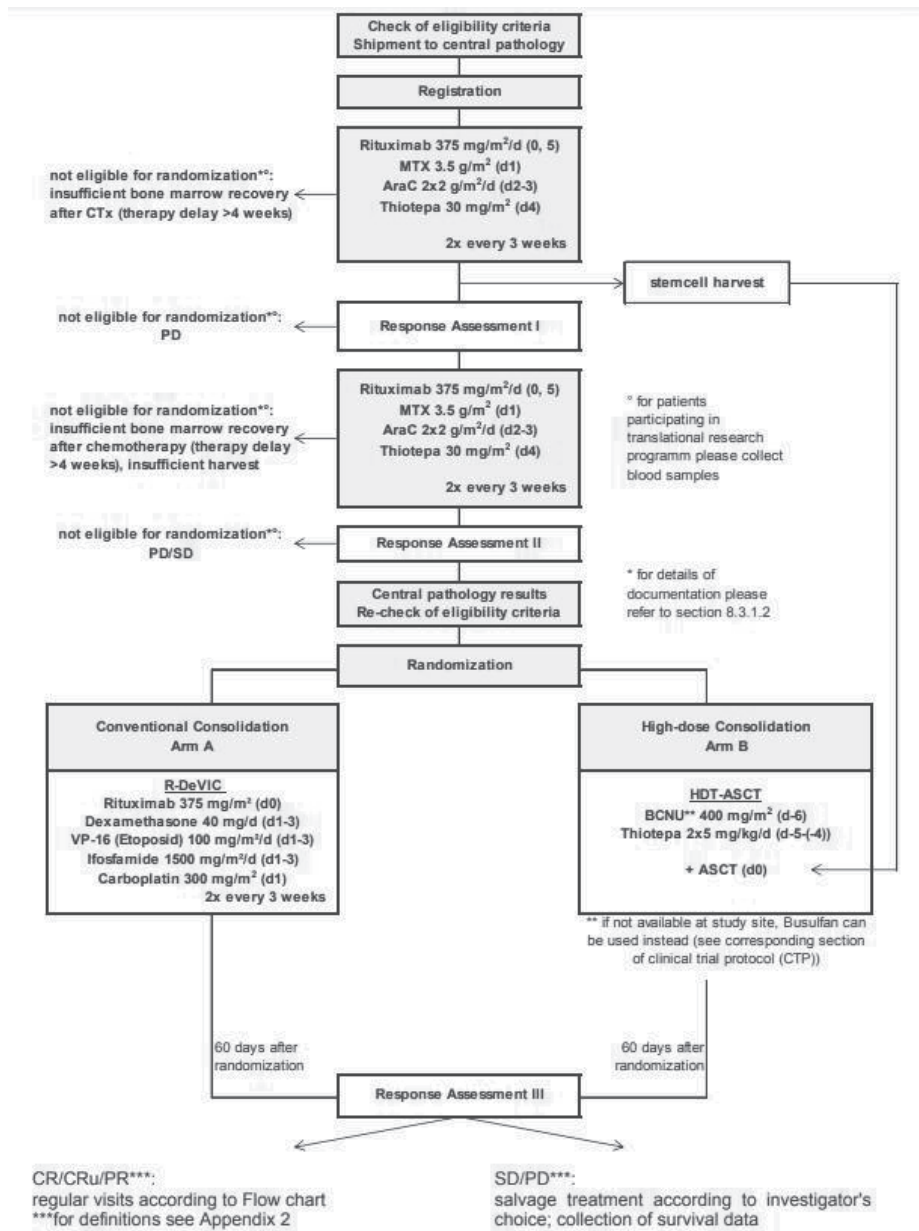 Check of eligibility criteria
Shipment to central pathology
Registration
Rituximab 375 mg/m²/d (0, 5)
MTX 3.5 g/m² (d1)
AraC 2x2 g/m²/d (d2-3)
Thiotepa 30 mg/m² (d4)
2x every 3 weeks
not eligible for randomization*°:
insufficient bone marrow recovery
after CTx (therapy delay >4 weeks)
stemcell harvest
not eligible for randomization*°:
PD
Response Assessment I
Rituximab 375 mg/m²/d (0, 5)
MTX 3.5 g/m² (d1)
AraC 2x2 g/m²/d (d2-3)
Thiotepa 30 mg/m² (d4)
2x every 3 weeks
not eligible for randomization*°:
insufficient bone marrow recovery
after chemotherapy (therapy delay
>4 weeks), insufficient harvest
° for patients
participating in
translational research
programm please collect
blood samples
not eligible for randomization*°:
PD/SD
Response Assessment II
Central pathology results
Re-check of eligibility criteria
* for details of
documentation please
refer to section 8.3.1.2
Randomization
Conventional Consolidation
Arm A
R-DeVIC
Rituximab 375 mg/m² (d0)
Dexamethasone 40 mg/d (d1-3)
VP-16 (Etoposid) 100 mg/m²/d (d1-3)
Ifosfamide 1500 mg/m²/d (d1-3)
Carboplatin 300 mg/m² (d1)
2x every 3 weeks
High-dose Consolidation
Arm B
HDT-ASCT
BCNU** 400 mg/m² (d-6)
Thiotepa 2x5 mg/kg/d (d-5-(-4))
+ ASCT (d0)
** if not available at study site, Busulfan can
be used instead (see corresponding section
of clinical trial protocol (CTP))
60 days after
randomization
60 days after
randomization
Response Assessment III
CR/CRu/PR***:
regular visits according to Flow chart
***for definitions see Appendix 2
SD/PD***:
salvage treatment according to investigator's
choice; collection of survival data